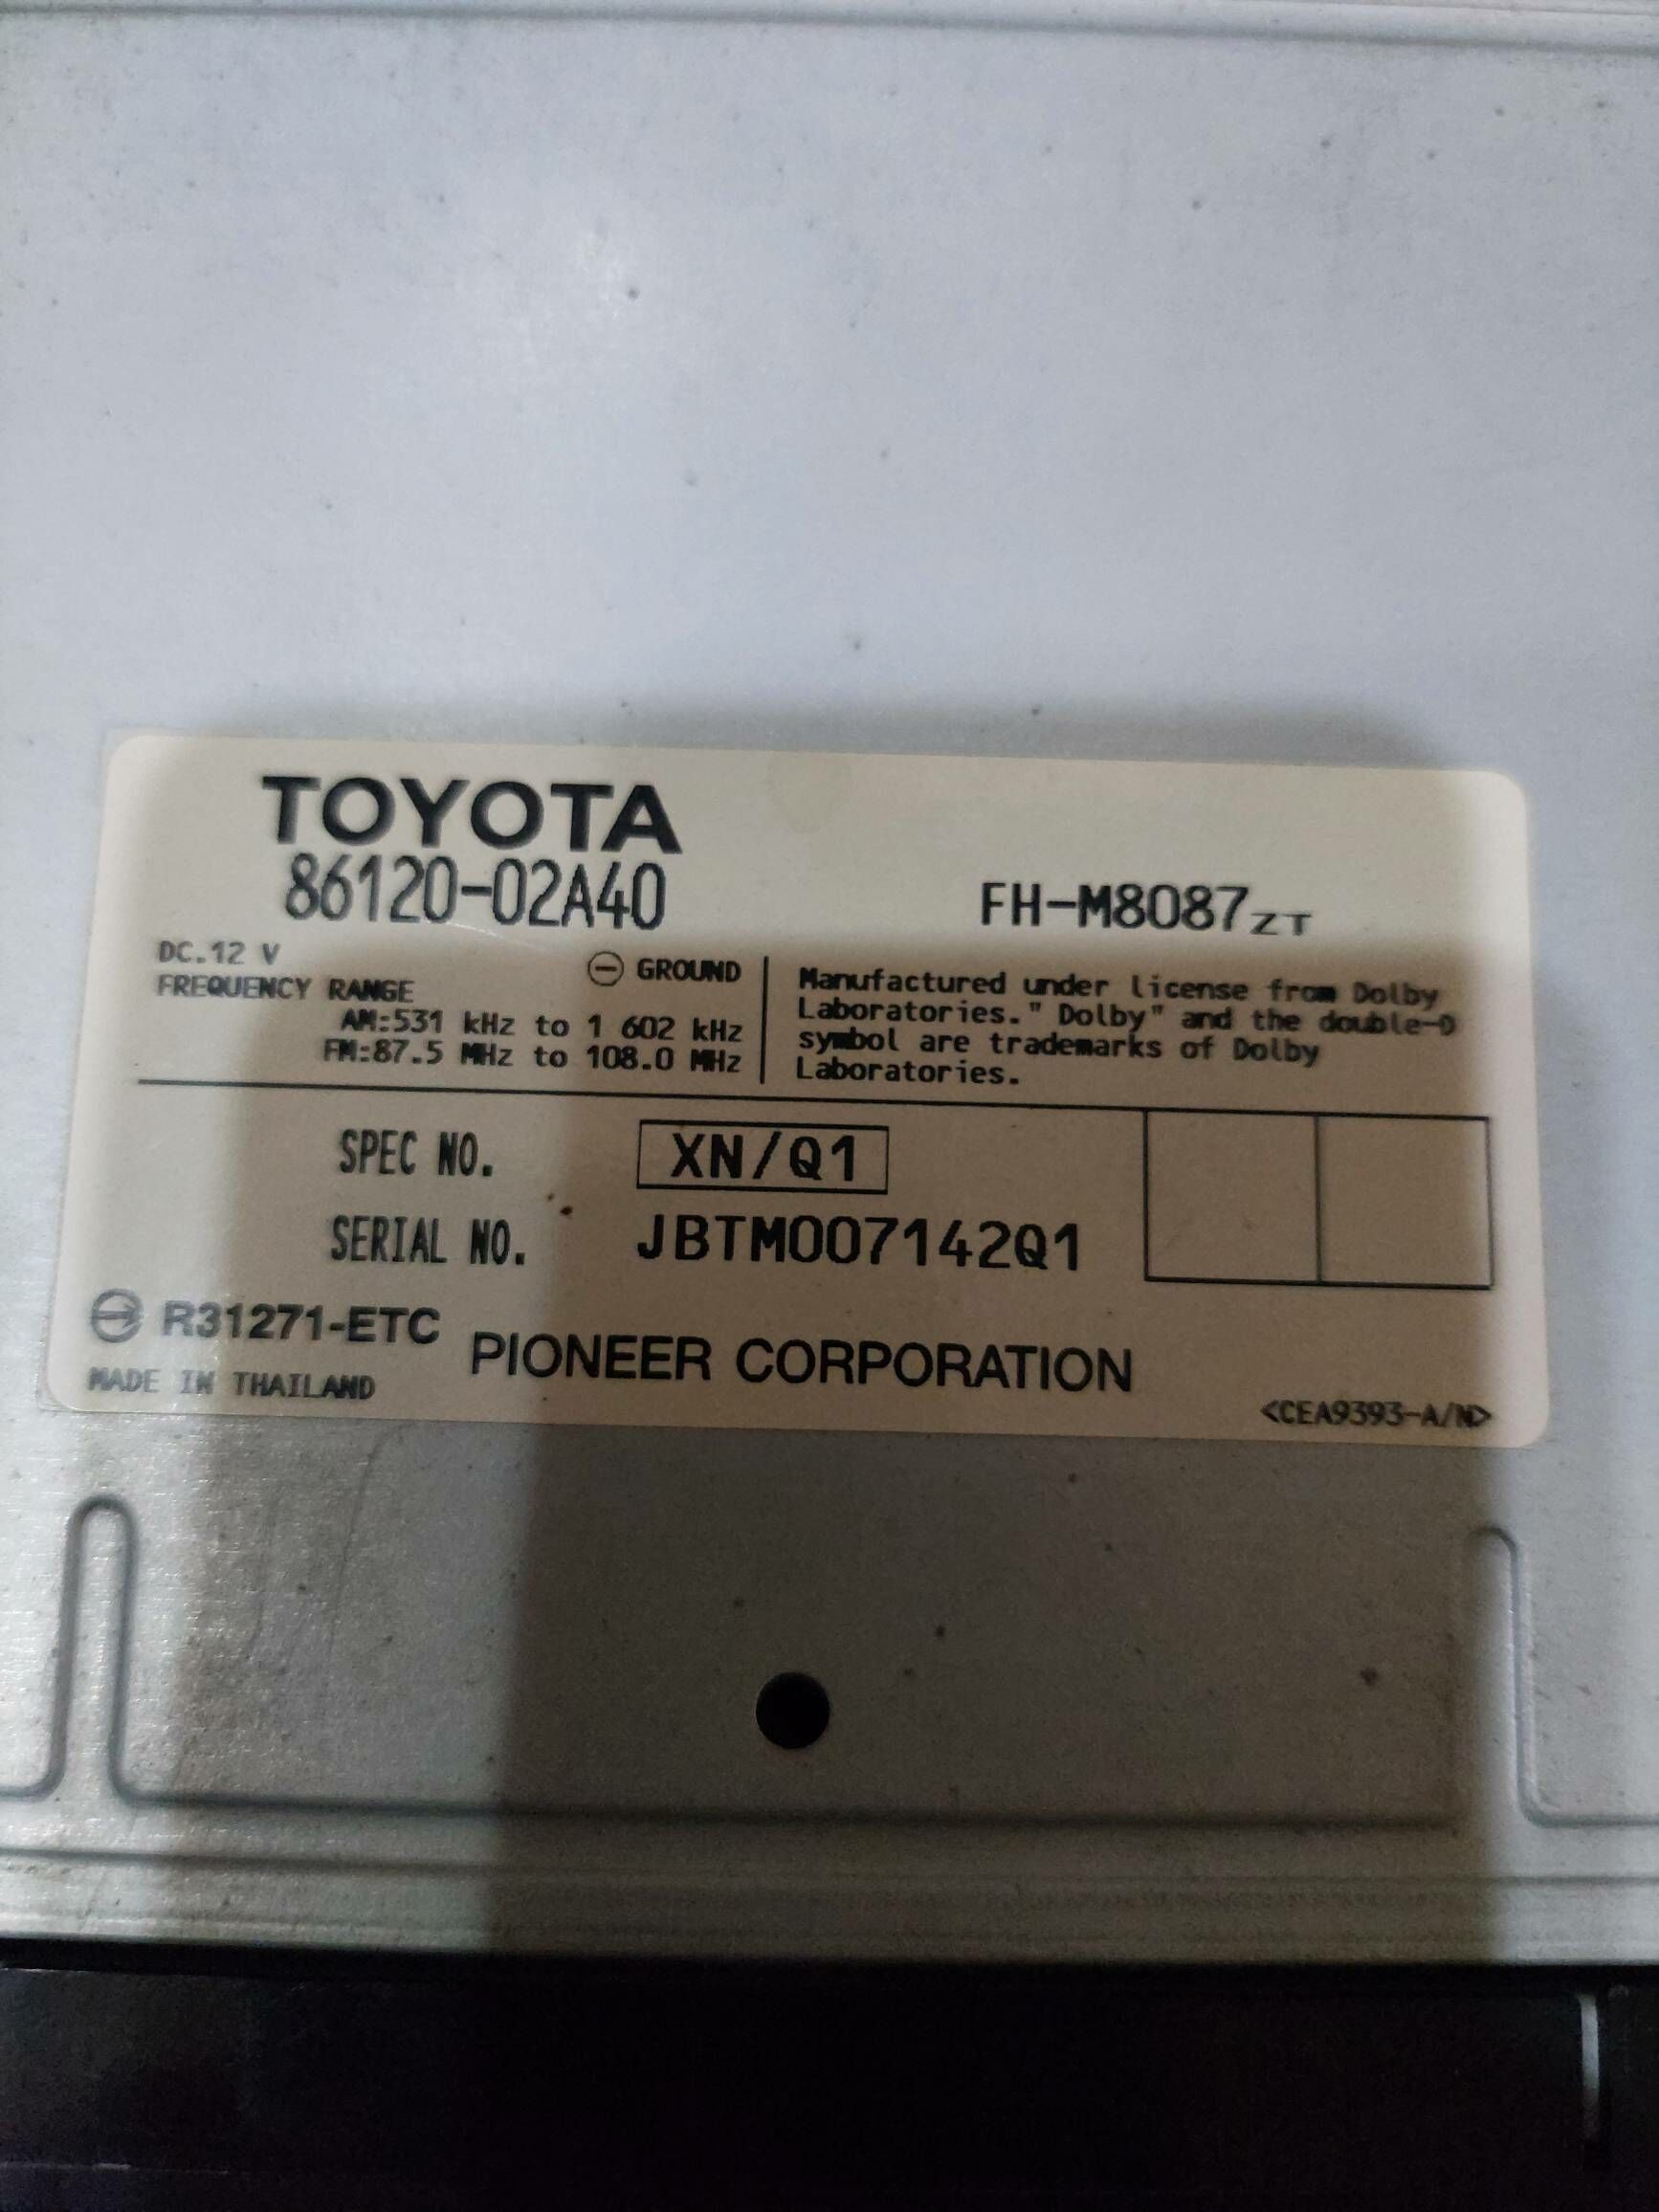 TOYOTA
86120-02A40
FH-M8087ZT
DC.12 V
⊖ GROUND
FREQUENCY RANGE
AM:531 kHz to 1 602 kHz
FM:87.5 MHz to 108.0 MHz
Manufactured under license from Dolby
Laboratories." Dolby" and the double-D
symbol are trademarks of Dolby
Laboratories.
SPEC NO. XN/Q1
SERIAL NO. JBTM007142Q1
R31271-ETC
PIONEER CORPORATION
MADE IN THAILAND
<CEA9393-A/N>